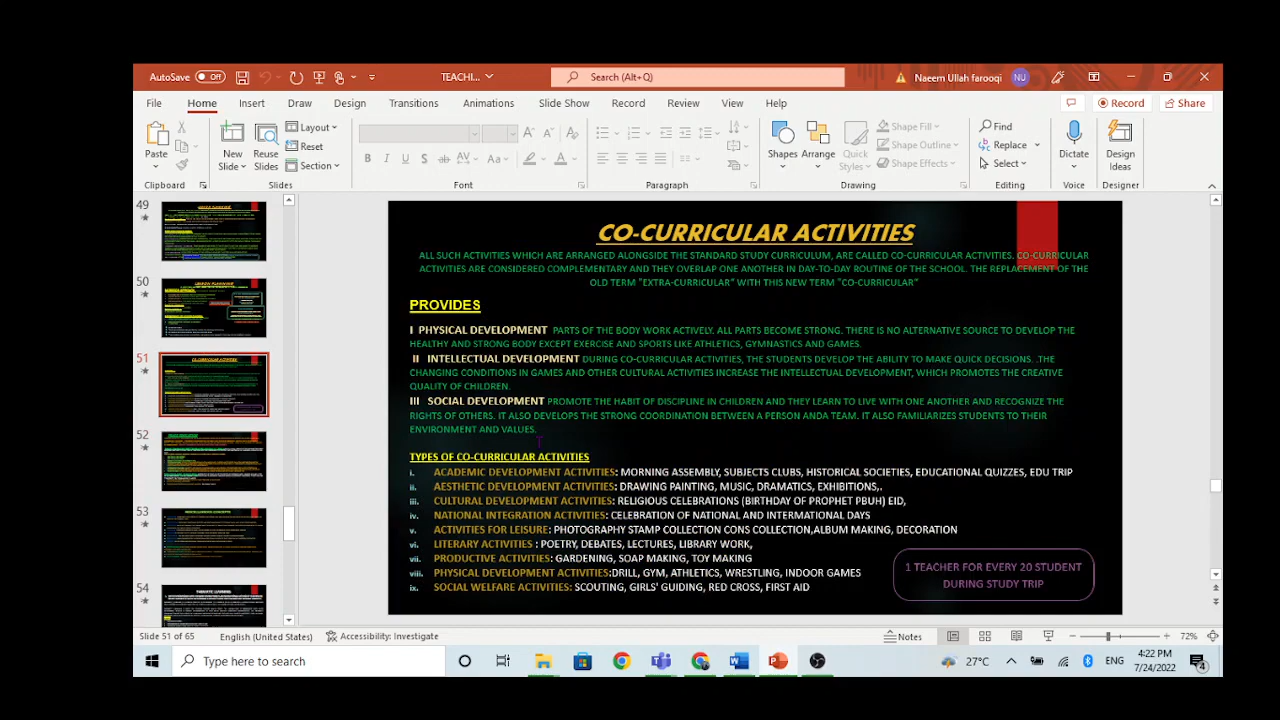 AutoSave Off TEACHI... Search (Alt+Q) Naeem Ullah farooqi NU
File Home Insert Draw Design Transitions Animations Slide Show Record Review View Help Record Share
Paste New Slide Reuse Slides Layout Reset Section Shapes Arrange Quick Styles Shape Fill Shape Outline Shape Effects Find Replace Select Dictate Design Ideas
Clipboard Slides Font Paragraph Drawing Editing Voice Designer
49
50
51
52
53
54
CO-CURRICULAR ACTIVITIES
ALL SUCH ACTIVITIES WHICH ARE ARRANGED ALONGSIDE THE STANDARD STUDY CURRICULUM, ARE CALLED CO-CURRICULAR ACTIVITIES. CO-CURRICULAR
ACTIVITIES ARE CONSIDERED COMPLEMENTARY AND THEY OVERLAP ONE ANOTHER IN DAY-TO-DAY ROUTINE OF THE SCHOOL. THE REPLACEMENT OF THE
OLD TERM "EXTRA-CURRICULAR" WITH THIS NEW TERM "CO-CURRICULAR"
PROVIDES
I PHYSICAL DEVELOPMENT PARTS OF THE BODY WORK ACTIVELY. ALL PARTS BECOME STRONG. THERE IS NO ALTERNATIVE SOURCE TO DEVELOP THE
HEALTHY AND STRONG BODY EXCEPT EXERCISE AND SPORTS LIKE ATHLETICS, GYMNASTICS AND GAMES.
II INTELLECTUAL DEVELOPMENT DURING CO-CURRICULAR ACTIVITIES, THE STUDENTS DEVELOP THE ABILITY TO MAKE QUICK DECISIONS. .THE
CHANGING CONDITIONS IN GAMES AND OTHER CULTURAL ACTIVITIES INCREASE THE INTELLECTUAL DEVELOPMENT, WHICH PROMOTES THE CREATIVE
QUALITY OF CHILDREN.
III SOCIAL DEVELOPMENT PROMOTE THE HABIT OF DISCIPLINE IN CHILDREN AND THEY LEARN TO LIVE WITH ONE ANOTHER AND RECOGNIZE THE
RIGHTS OF OTHERS. IT ALSO DEVELOPS THE STRONG COORDINATION BETWEEN A PERSON ANDA TEAM. IT ALSO FAMILIARIZES STUDENTS TO THEIR
ENVIRONMENT AND VALUES.
TYPES OF CO-CURRICULAR ACTIVITIES
i. ACADEMIC DEVELOPMENT ACTIVITIES: MORNING ASSEMBLY, SUBJECTS CLUBS, HISTORICAL MAPS, EDUCATIONAL QUIZZES, EDU TRIP
ii. AESTHETIC DEVELOPMENT ACTIVITIES: DRAWING PAINTING, MUSIC, DRAMATICS, EXHIBITIONS,.
iii. CULTURAL DEVELOPMENT ACTIVITIES: RELIGIOUS CELEBRATIONS (BIRTHDAY OF PROPHET PBUH) EID,
iv. NATIONAL INTEGRATION ACTIVITIES: CELEBRATION OF NATIONAL AND INTERNATIONAL DAYS,
v. ACTIVITIES FOR LEISURE: PHOTOGRAPHY, STAMP COLLECTION COINS COLLECTION ALBUM MAKING, KNITTING, FASHION
vi. LITERARY ACTIVITIES : POETRY, DEBATES, LECTURES, LIBRARY WORK,
vii. PRODUCTIVE ACTIVITIES: GARDENING, SOAP MAKING, TOY MAKING
viii. PHYSICAL DEVELOPMENT ACTIVITIES:DRILL, GYM, ATHLETICS, WRESTLING, INDOOR GAMES
ix. SOCIAL WELFARE ACTIVITIES: SCOUTING, GIRLS' GUIDING, RED CROSS, FIRST AID
1 TEACHER FOR EVERY 20 STUDENT
DURING STUDY TRIP
Slide 51 of 65 English (United States) Accessibility: Investigate Notes 72%
Type here to search 27°C ENG 4:22 PM
7/24/2022 4